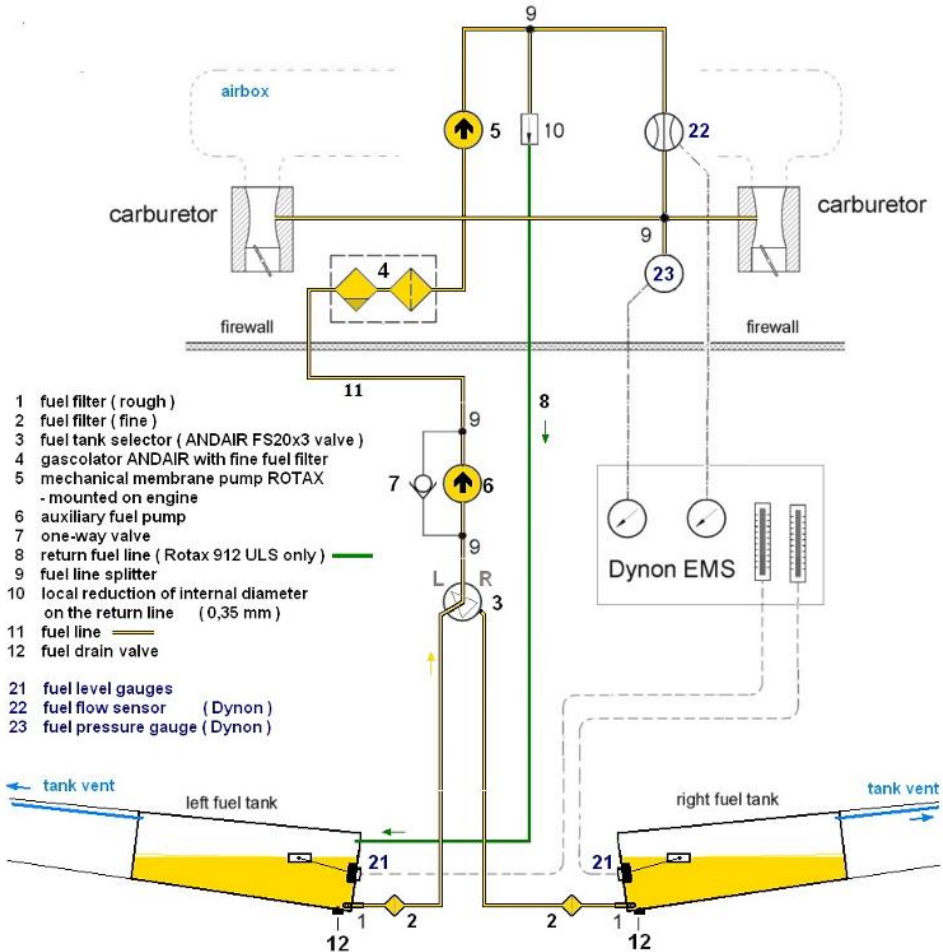 9
airbox
5
10
22
carburetor
carburetor
9
4
23
firewall
firewall
11
8
1 fuel filter ( rough )
2 fuel filter ( fine )
3 fuel tank selector ( ANDAIR FS20x3 valve )
4 gascolator ANDAIR with fine fuel filter
5 mechanical membrane pump ROTAX
- mounted on engine
6 auxiliary fuel pump
7 one-way valve
8 return fuel line ( Rotax 912 ULS only )
9 fuel line splitter
10 local reduction of internal diameter
on the return line ( 0,35 mm )
11 fuel line
12 fuel drain valve
21 fuel level gauges
22 fuel flow sensor ( Dynon )
23 fuel pressure gauge ( Dynon )
9
7
6
9
L R
3
Dynon EMS
tank vent
left fuel tank
right fuel tank
tank vent
21
21
1
2
2
1
12
12